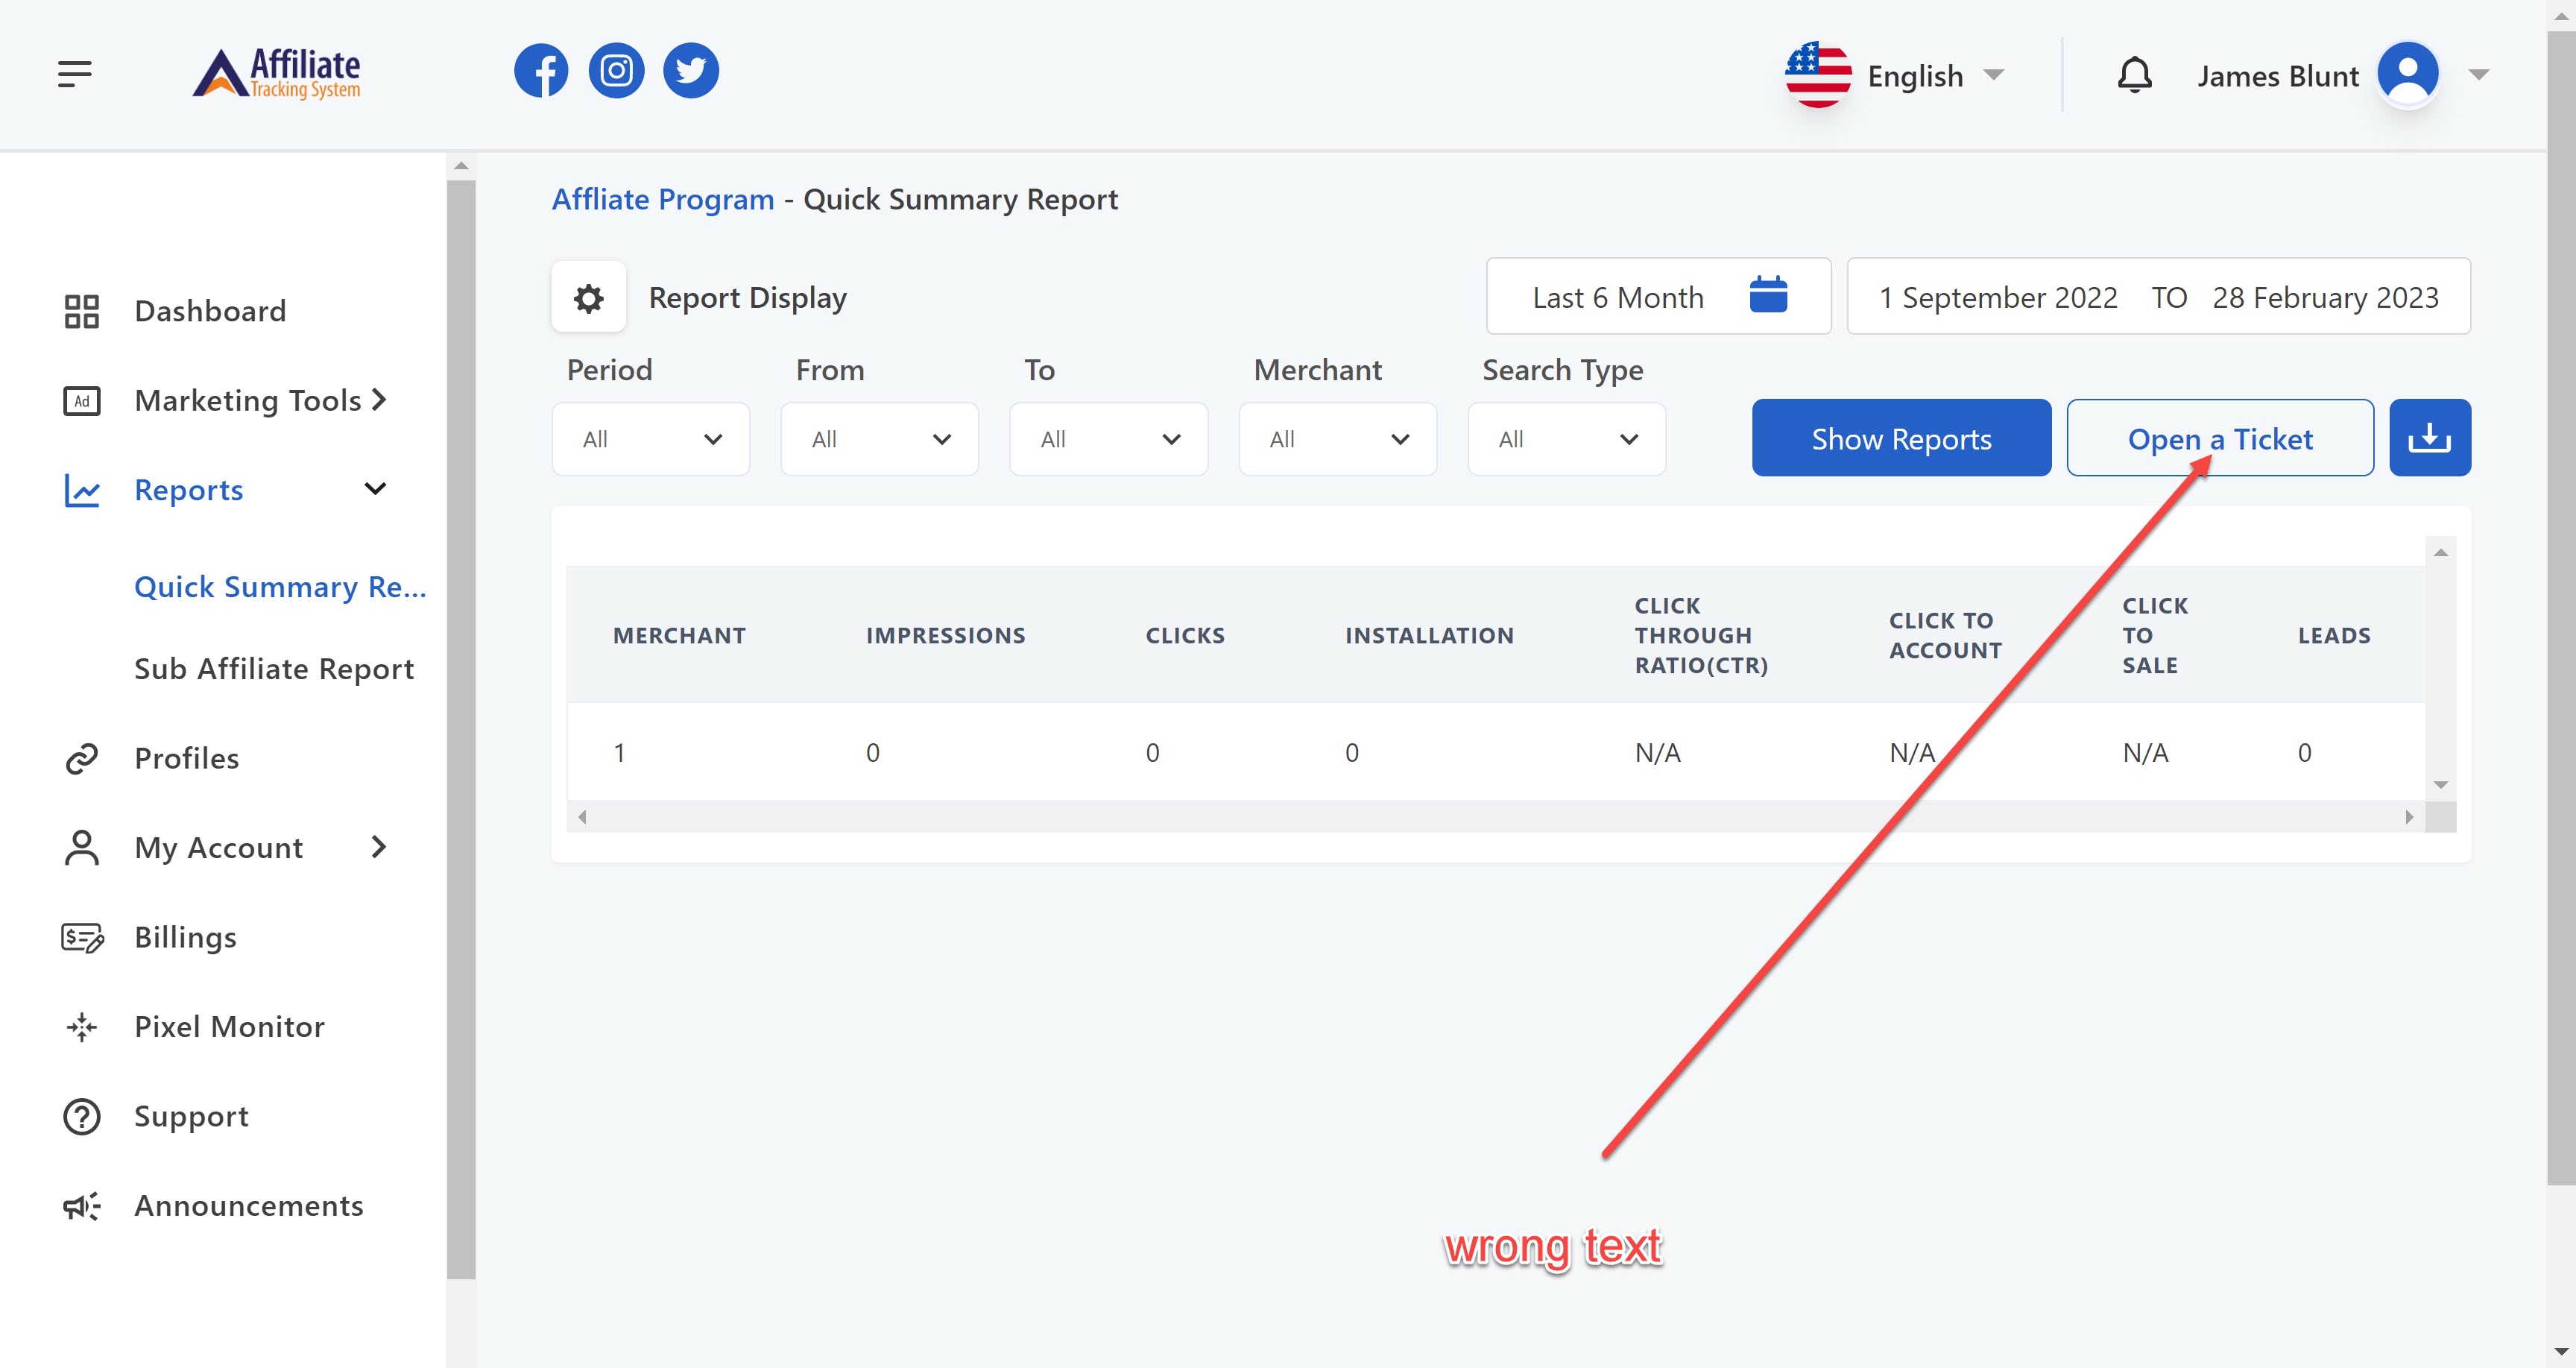 Affiliate
Tracking System
English
James Blunt
Affliate Program - Quick Summary Report
Dashboard
Ad
Marketing Tools
Reports
Quick Summary Re...
Sub Affiliate Report
Profiles
My Account
Billings
Pixel Monitor
Support
Announcements
Report Display
Last 6 Month
1 September 2022 TO 28 February 2023
Period From To Merchant Search Type
All All All All All
Show Reports
Open a Ticket
MERCHANT IMPRESSIONS CLICKS INSTALLATION CLICK THROUGH RATIO(CTR) CLICK TO ACCOUNT CLICK TO SALE LEADS
1 0 0 0 N/A N/A N/A 0
wrong text